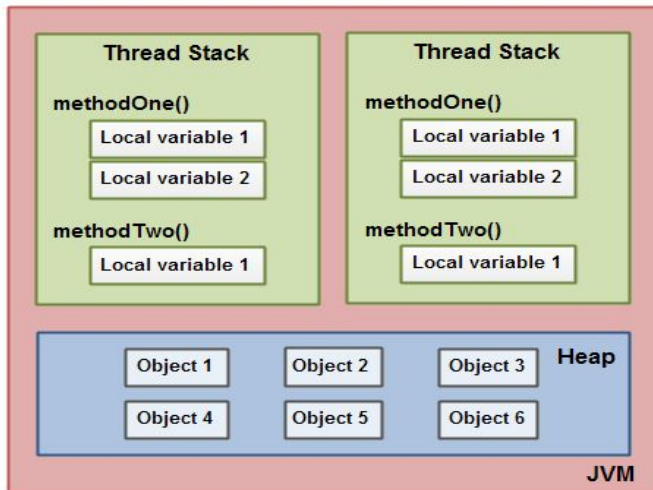 Thread Stack
methodOne()
Local variable 1
Local variable 2
methodTwo()
Local variable 1
Thread Stack
methodOne()
Local variable 1
Local variable 2
methodTwo()
Local variable 1
Heap
Object 1
Object 2
Object 3
Object 4
Object 5
Object 6
JVM